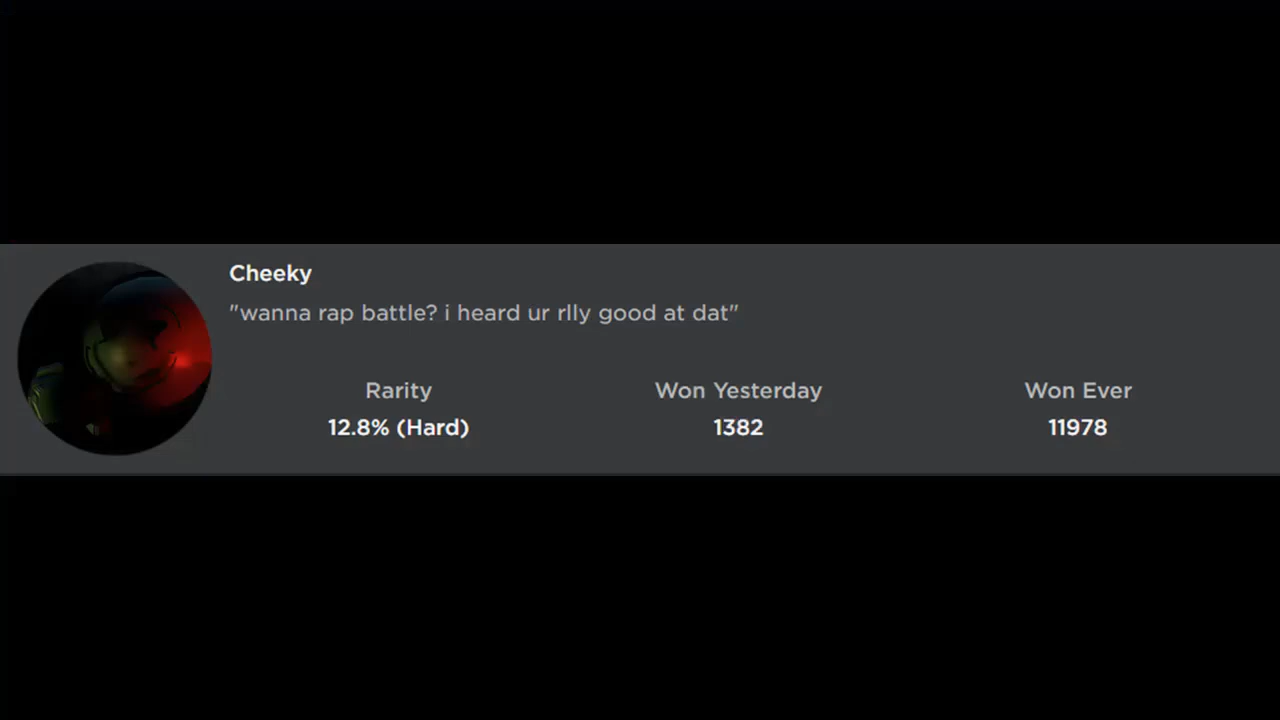 Cheeky
"wanna rap battle? i heard ur rlly good at dat"
Rarity Won Yesterday Won Ever
12.8% (Hard) 1382 11978